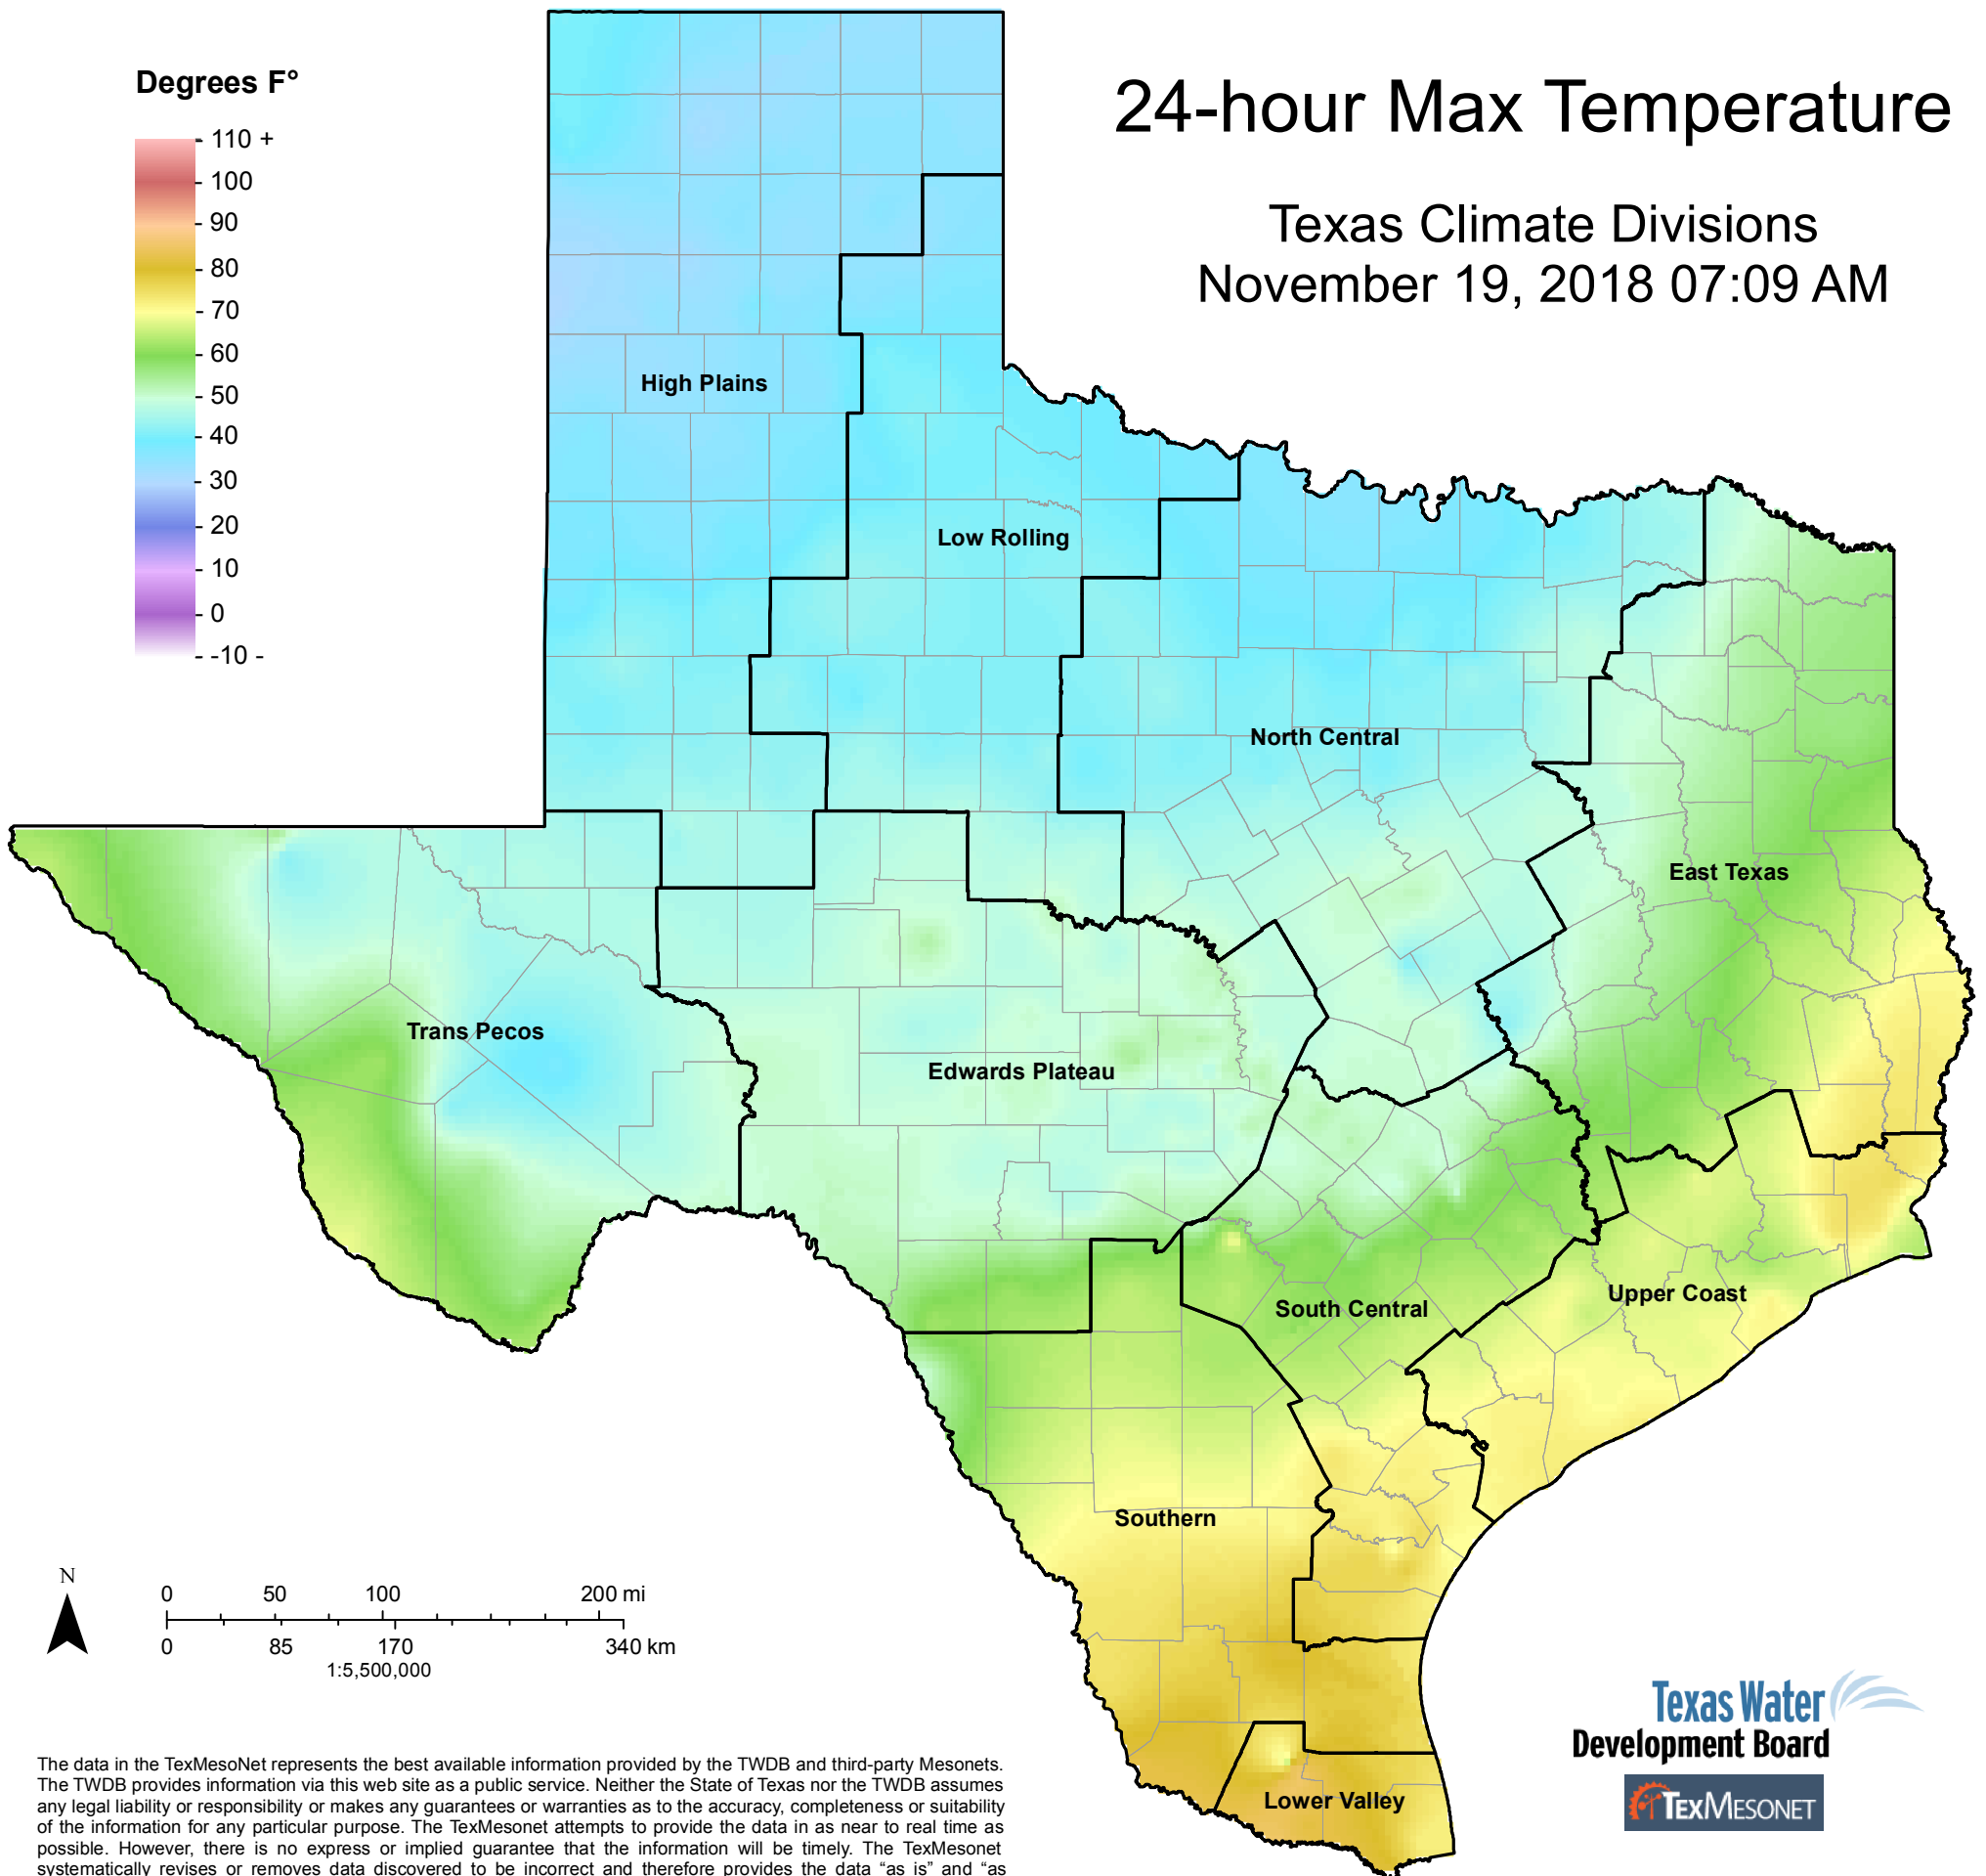 24-hour Max Temperature
Texas Climate Divisions
November 19, 2018 07:09 AM
Degrees F°
- 110 +
- 100
- 90
- 80
- 70
- 60
- 50
- 40
- 30
- 20
- 10
- 0
- -10 -
High Plains
Low Rolling
North Central
East Texas
Trans Pecos
Edwards Plateau
South Central
Upper Coast
Southern
Lower Valley
N
0 50 100 200 mi
0 85 170 340 km
1:5,500,000
Texas Water
Development Board
TEXMESONET
The data in the TexMesoNet represents the best available information provided by the TWDB and third-party Mesonets.
The TWDB provides information via this web site as a public service. Neither the State of Texas nor the TWDB assumes
any legal liability or responsibility or makes any guarantees or warranties as to the accuracy, completeness or suitability
of the information for any particular purpose. The TexMesonet attempts to provide the data in as near to real time as
possible. However, there is no express or implied guarantee that the information will be timely. The TexMesonet
systematically revises or removes data discovered to be incorrect and therefore provides the data “as is” and “as